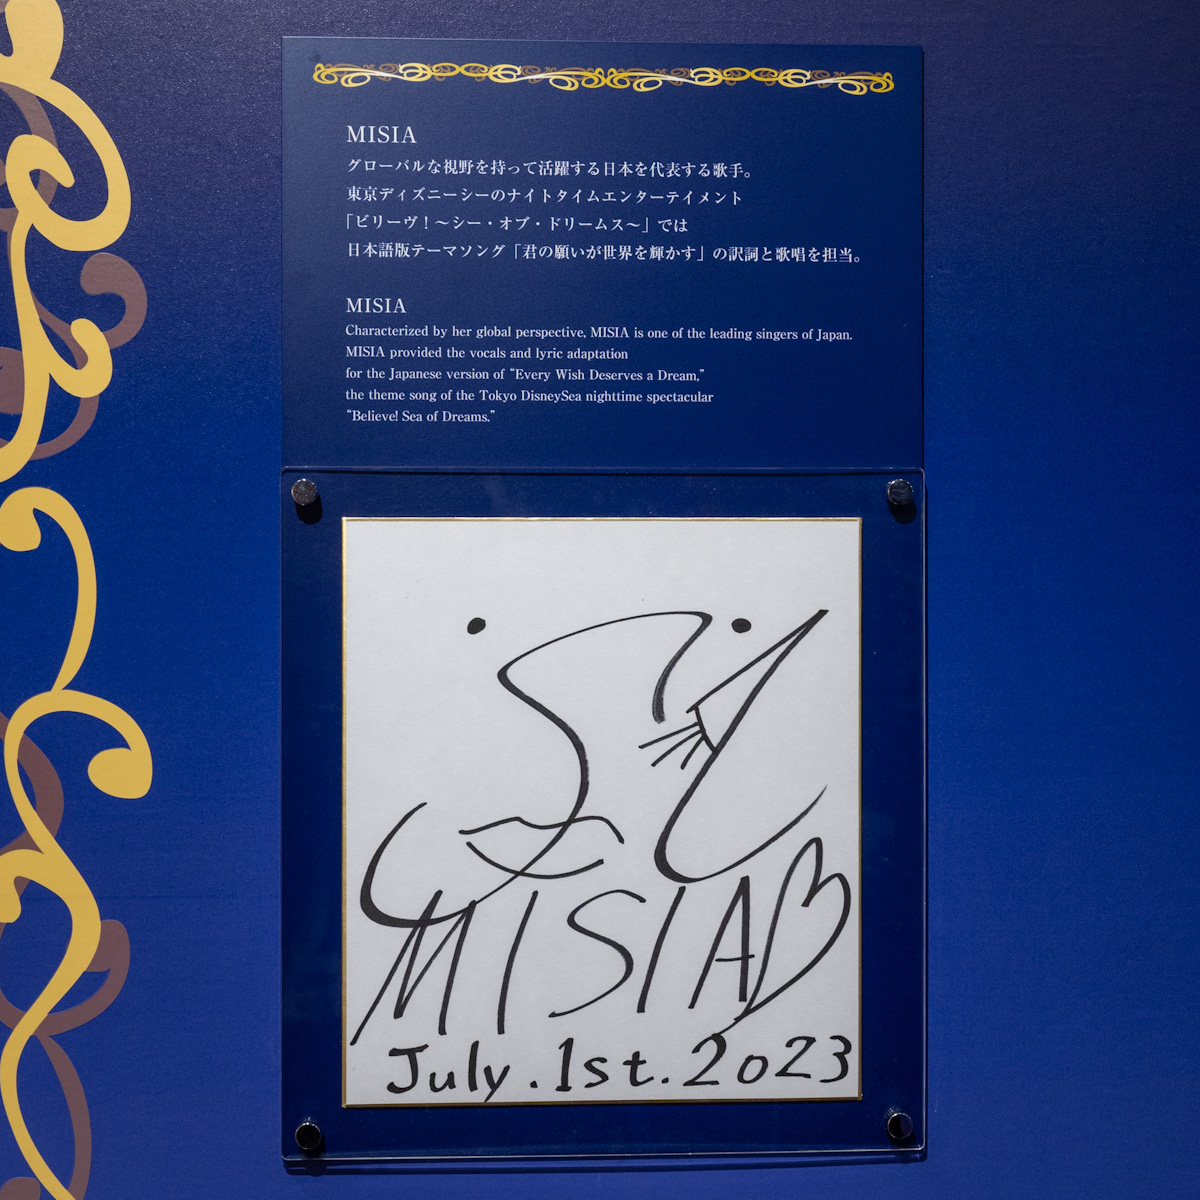 MISIA
グローバルな視野を持って活躍する日本を代表する歌手。
東京ディズニーシーのナイトタイムエンターテイメント
「ビリーヴ！～シー・オブ・ドリームス～」では
日本語版テーマソング「君の願いが世界を輝かす」の訳詞と歌唱を担当。
MISIA
Characterized by her global perspective, MISIA is one of the leading singers of Japan.
MISIA provided the vocals and lyric adaptation
for the Japanese version of “Every Wish Deserves a Dream,”
the theme song of the Tokyo DisneySea nighttime spectacular
“Believe! Sea of Dreams.”
MISIA
July.1st.2023